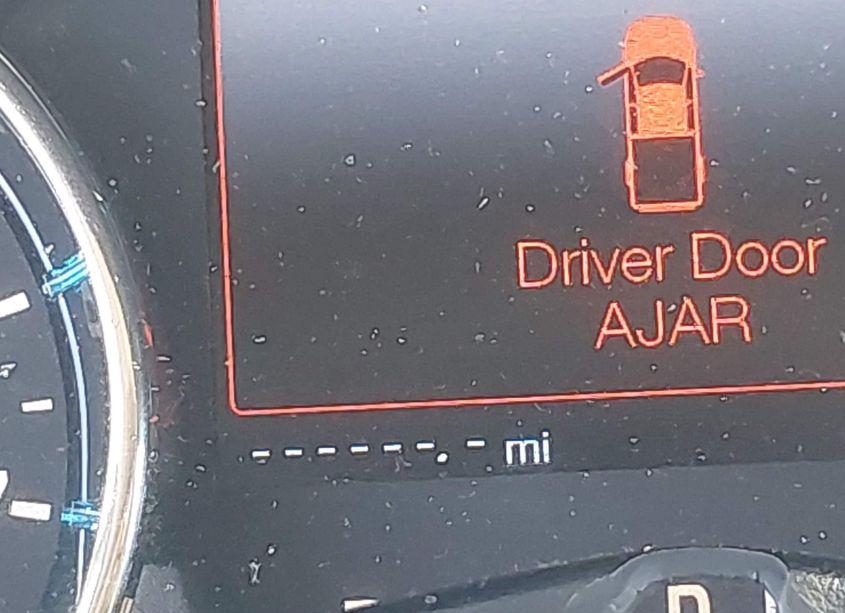 Driver Door
AJAR
------.- mi